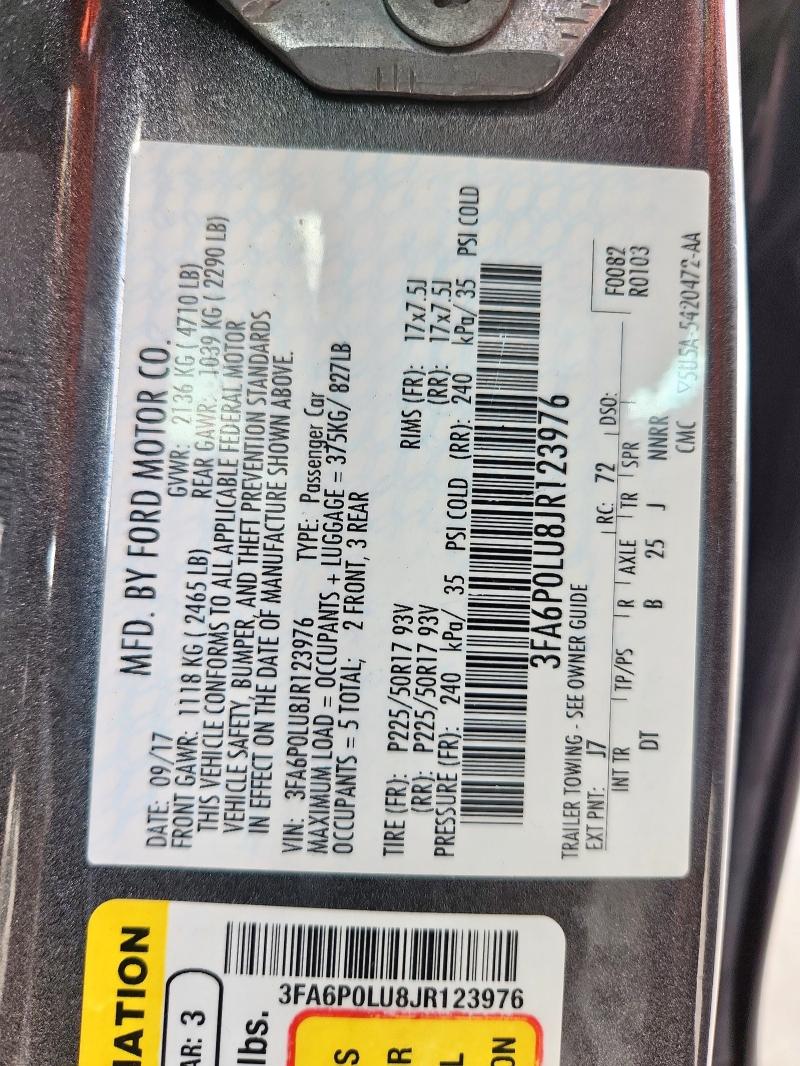 MFD. BY FORD MOTOR CO.
DATE: 09/17 GVWR: 2136 KG ( 4710 LB)
FRONT GAWR: 1118 KG ( 2465 LB) REAR GAWR: 1039 KG ( 2290 LB)
THIS VEHICLE CONFORMS TO ALL APPLICABLE FEDERAL MOTOR
VEHICLE SAFETY, BUMPER, AND THEFT PREVENTION STANDARDS
IN EFFECT ON THE DATE OF MANUFACTURE SHOWN ABOVE.
VIN: 3FA6P0LU8JR123976 TYPE: Passenger Car
MAXIMUM LOAD = OCCUPANTS + LUGGAGE = 375KG/ 827LB
OCCUPANTS = 5 TOTAL; 2 FRONT, 3 REAR
TIRE (FR): P225/50R17 93V RIMS (FR): 17x7.5J
(RR): P225/50R17 93V (RR): 17x7.5J
PRESSURE (FR): 240 kPa/ 35 PSI COLD (RR): 240 kPa/ 35 PSI COLD
3FA6P0LU8JR123976
TRAILER TOWING - SEE OWNER GUIDE F0082
EXT PNT: J7 RC: 72 DSO: R0103
INT TR TP/PS R AXLE TR SPR
DT B 25 J NNRR
CMC 5U5A-5420472-AA
MATION
AR: 3
lbs.
3FA6P0LU8JR123976
S
R
L
ON